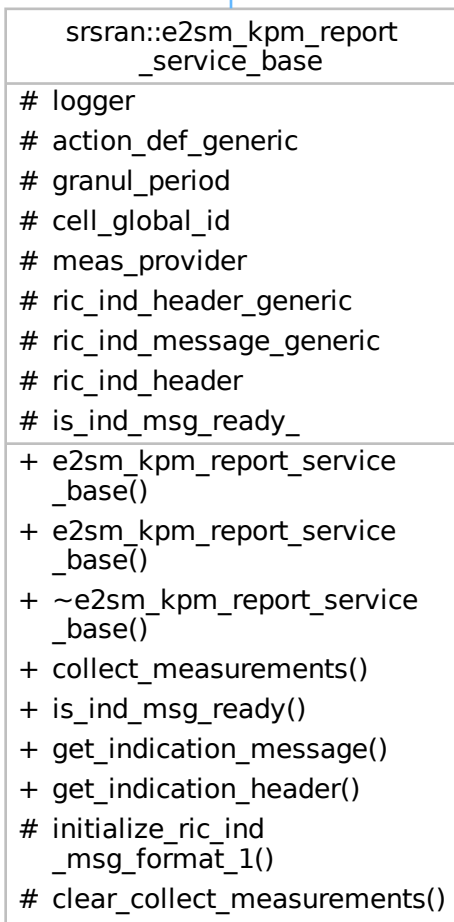 srsran::e2sm_kpm_report
_service_base
# logger
# action_def_generic
# granul_period
# cell_global_id
# meas_provider
# ric_ind_header_generic
# ric_ind_message_generic
# ric_ind_header
# is_ind_msg_ready_
+ e2sm_kpm_report_service
_base()
+ e2sm_kpm_report_service
_base()
+ ~e2sm_kpm_report_service
_base()
+ collect_measurements()
+ is_ind_msg_ready()
+ get_indication_message()
+ get_indication_header()
# initialize_ric_ind
_msg_format_1()
# clear_collect_measurements()